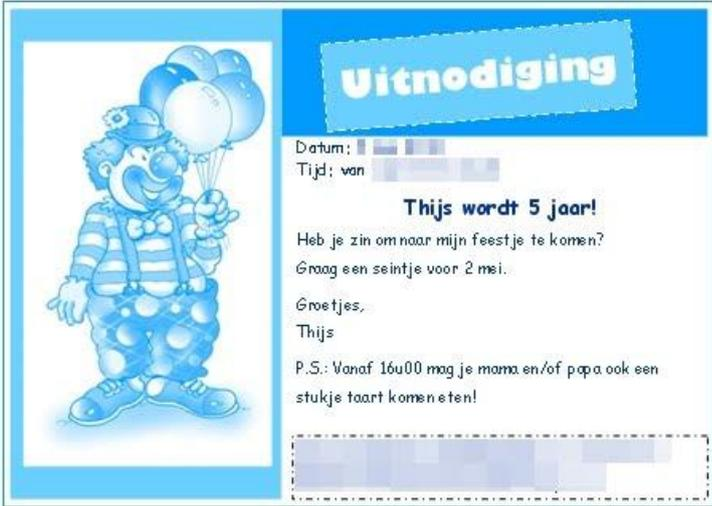 Uitnodiging
Datum:
Tijd: van
Thijs wordt 5 jaar!
Heb je zin om naar mijn feestje te komen?
Graag een seintje voor 2 mei.
Groetjes,
Thijs
P.S.: Vanaf 16u00 mag je mama en/of papa ook een
stukje taart komen eten!